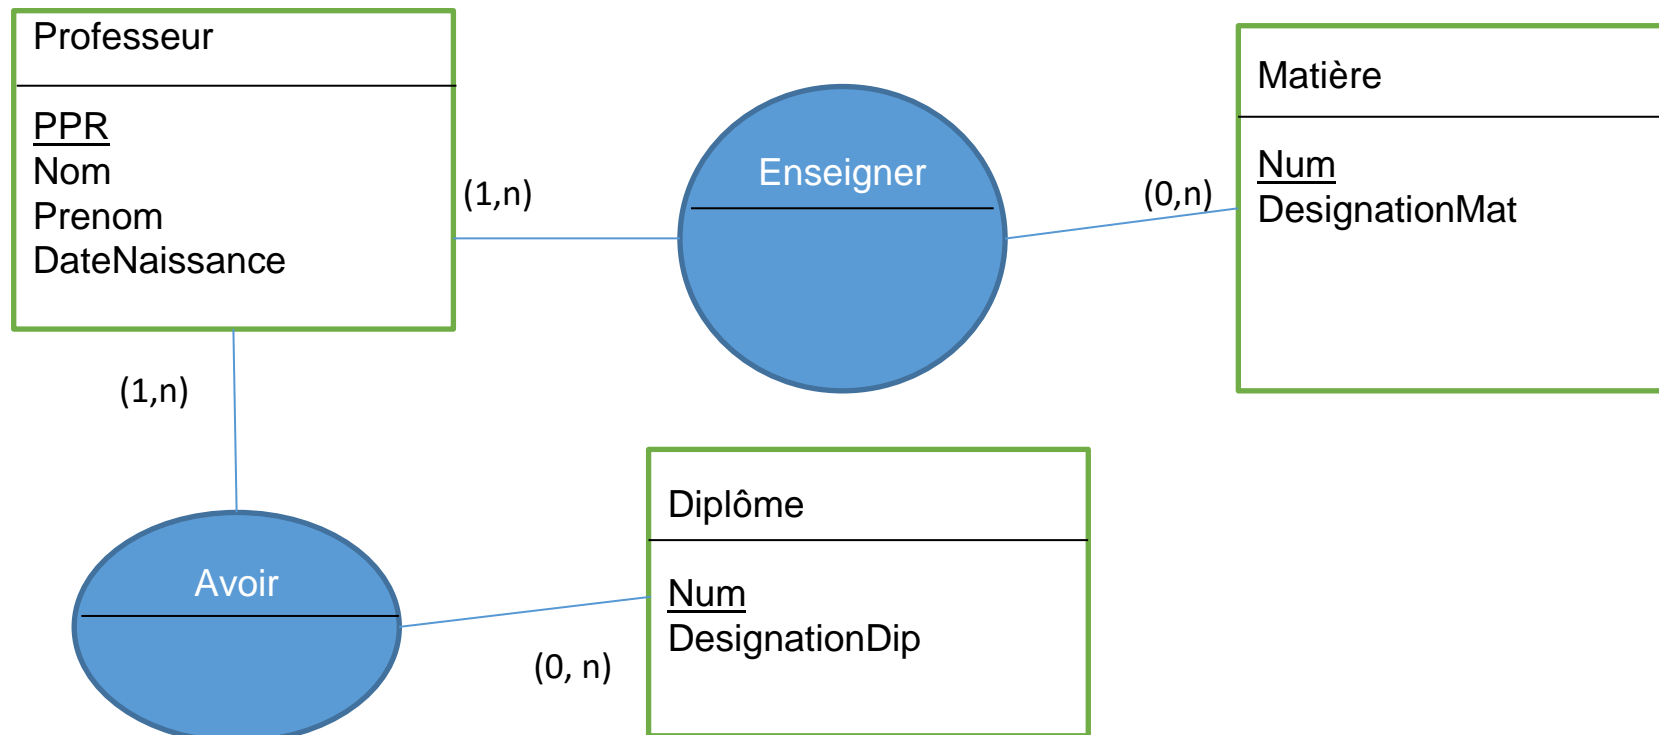 Professeur
PPR
Nom
Prenom
DateNaissance
(1,n)
Enseigner
(0,n)
Matière
Num
DesignationMat
(1,n)
Avoir
(0, n)
Diplôme
Num
DesignationDip